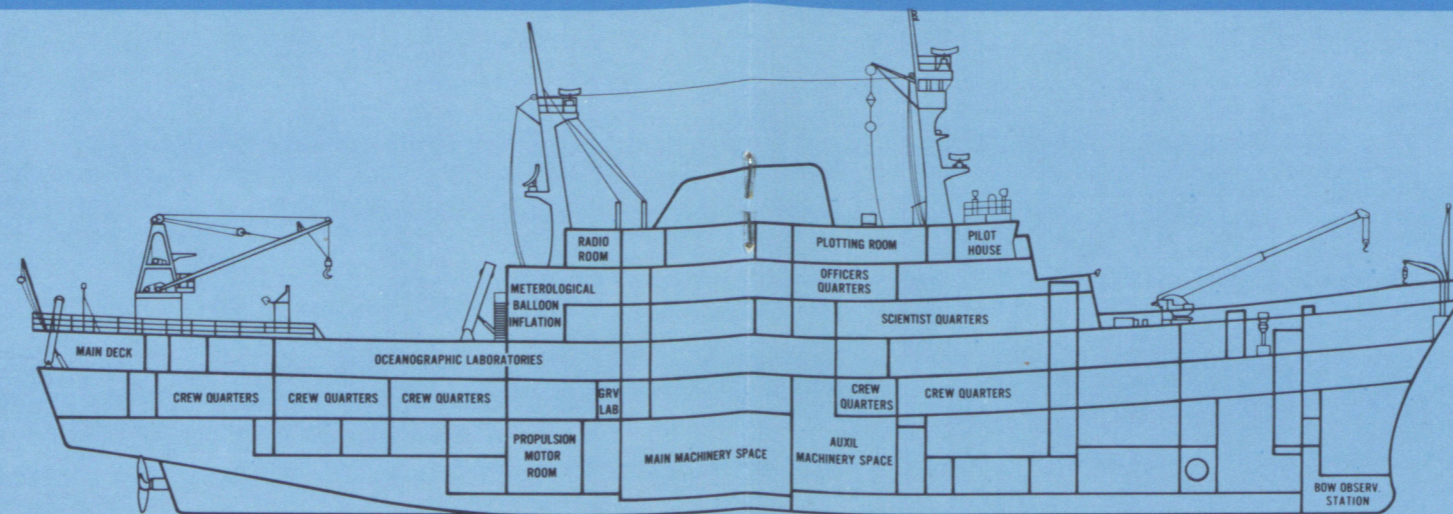 RADIO
ROOM
PLOTTING ROOM
PILOT
HOUSE
METEROLOGICAL
BALLOON
INFLATION
OFFICERS
QUARTERS
SCIENTIST QUARTERS
MAIN DECK
OCEANOGRAPHIC LABORATORIES
CREW QUARTERS
CREW QUARTERS
CREW QUARTERS
GRV
LAB
CREW
QUARTERS
CREW QUARTERS
PROPULSION
MOTOR
ROOM
MAIN MACHINERY SPACE
AUXIL
MACHINERY SPACE
BOW OBSERV.
STATION